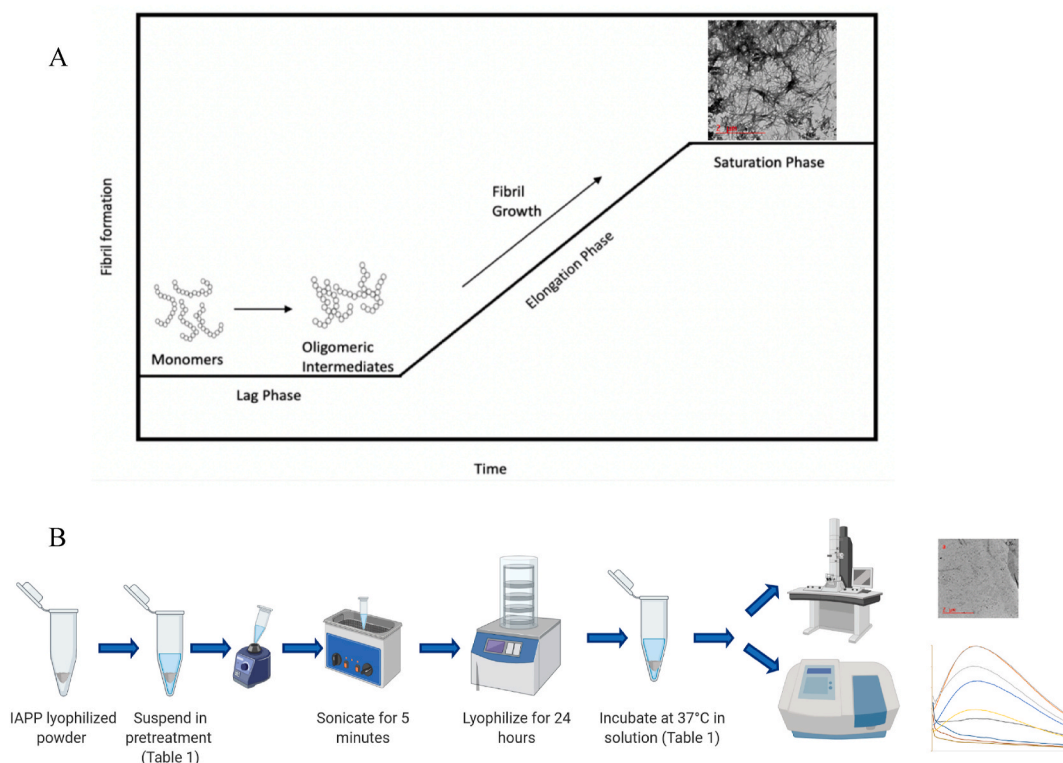 A
Saturation Phase
Fibril
Growth
Elongation Phase
Fibril formation
Monomers
Oligomeric
Intermediates
Lag Phase
Time
B
IAPP lyophilized
powder
Suspend in
pretreatment
(Table 1)
Sonicate for 5
minutes
Lyophilize for 24
hours
Incubate at 37°C in
solution (Table 1)